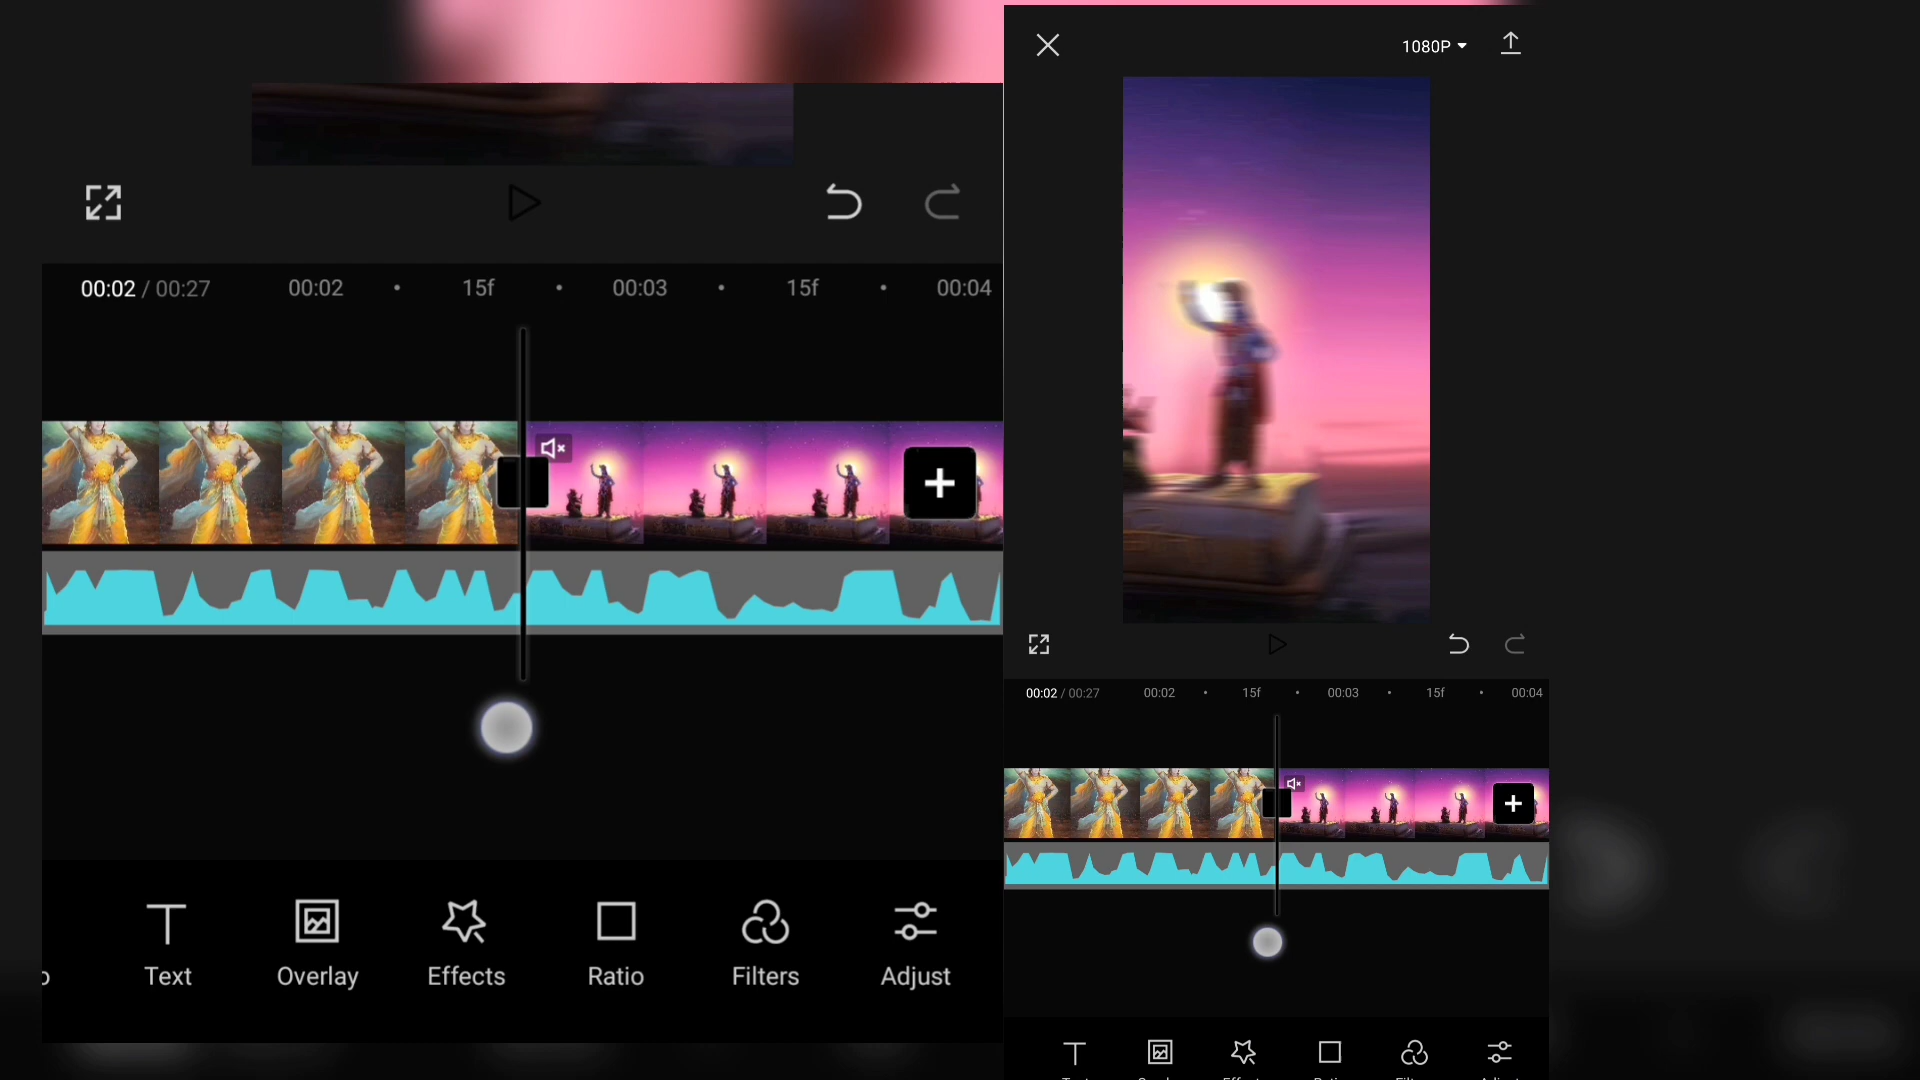 00:02 / 00:27 00:02 15f 00:03 15f 00:04
Text Overlay Effects Ratio Filters Adjust
1080P
00:02 / 00:27 00:02 15f 00:03 15f 00:04